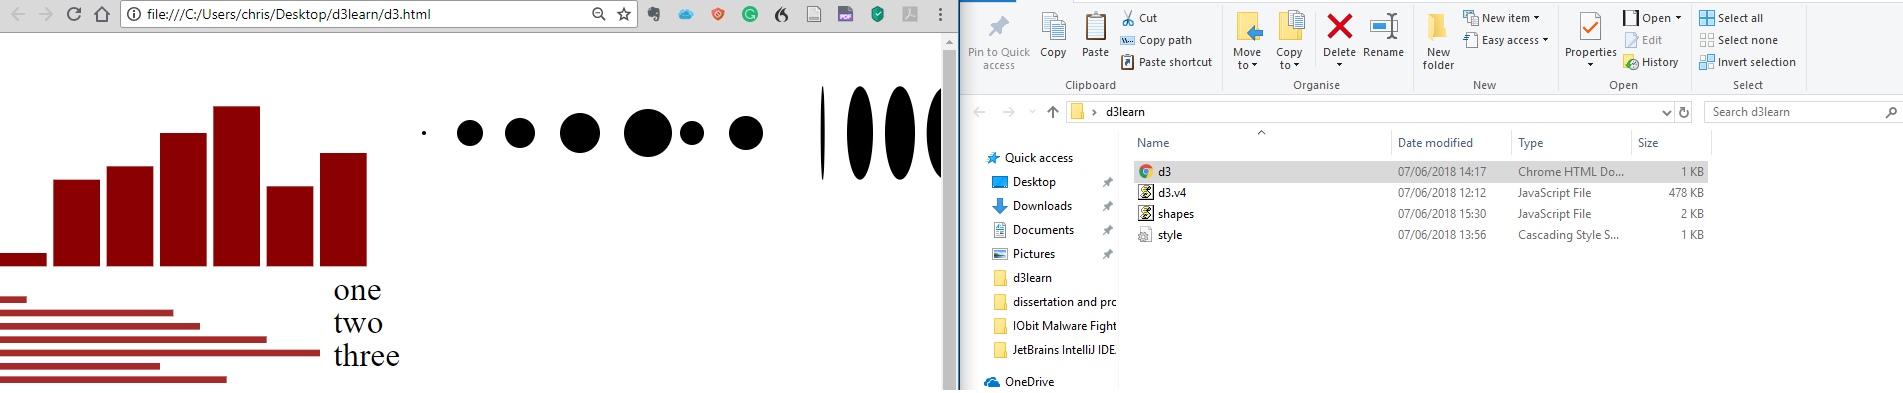 file:///C:/Users/chris/Desktop/d3learn/d3.html
one
two
three
Pin to Quick access
Copy
Paste
Cut
Copy path
Paste shortcut
Clipboard
Move to
Copy to
Delete
Rename
Organise
New folder
New item
Easy access
New
Properties
Open
Edit
History
Open
Select all
Select none
Invert selection
Select
d3learn
Search d3learn
Quick access
Desktop
Downloads
Documents
Pictures
d3learn
dissertation and pro
IObit Malware Fight
JetBrains IntelliJ IDE
OneDrive
Name Date modified Type Size
d3 07/06/2018 14:17 Chrome HTML Do... 1 KB
d3.v4 07/06/2018 12:12 JavaScript File 478 KB
shapes 07/06/2018 15:30 JavaScript File 2 KB
style 07/06/2018 13:56 Cascading Style S... 1 KB